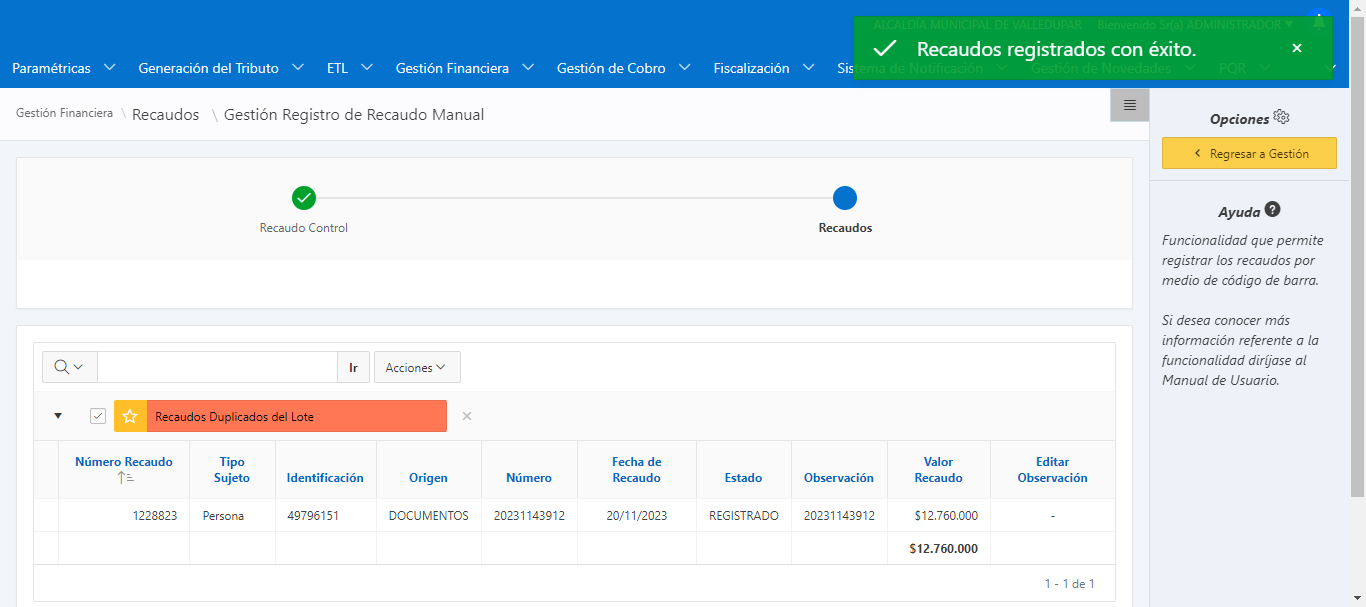 ALCALDÍA MUNICIPAL DE VALLEDUPAR Bienvenido Sr(a) ADMINISTRADOR
Recaudos registrados con éxito.
Paramétricas Generación del Tributo ETL Gestión Financiera Gestión de Cobro Fiscalización Sistema de Notificación Gestión de Novedades PQR
Gestión Financiera \ Recaudos \ Gestión Registro de Recaudo Manual
Opciones
Regresar a Gestión
Recaudo Control
Recaudos
Ayuda
Funcionalidad que permite
registrar los recaudos por
medio de código de barra.
Si desea conocer más
información referente a la
funcionalidad diríjase al
Manual de Usuario.
Ir
Acciones
Recaudos Duplicados del Lote
Número Recaudo Tipo Sujeto Identificación Origen Número Fecha de Recaudo Estado Observación Valor Recaudo Editar Observación
1228823 Persona 49796151 DOCUMENTOS 20231143912 20/11/2023 REGISTRADO 20231143912 $12.760.000 -
$12.760.000
1 - 1 de 1